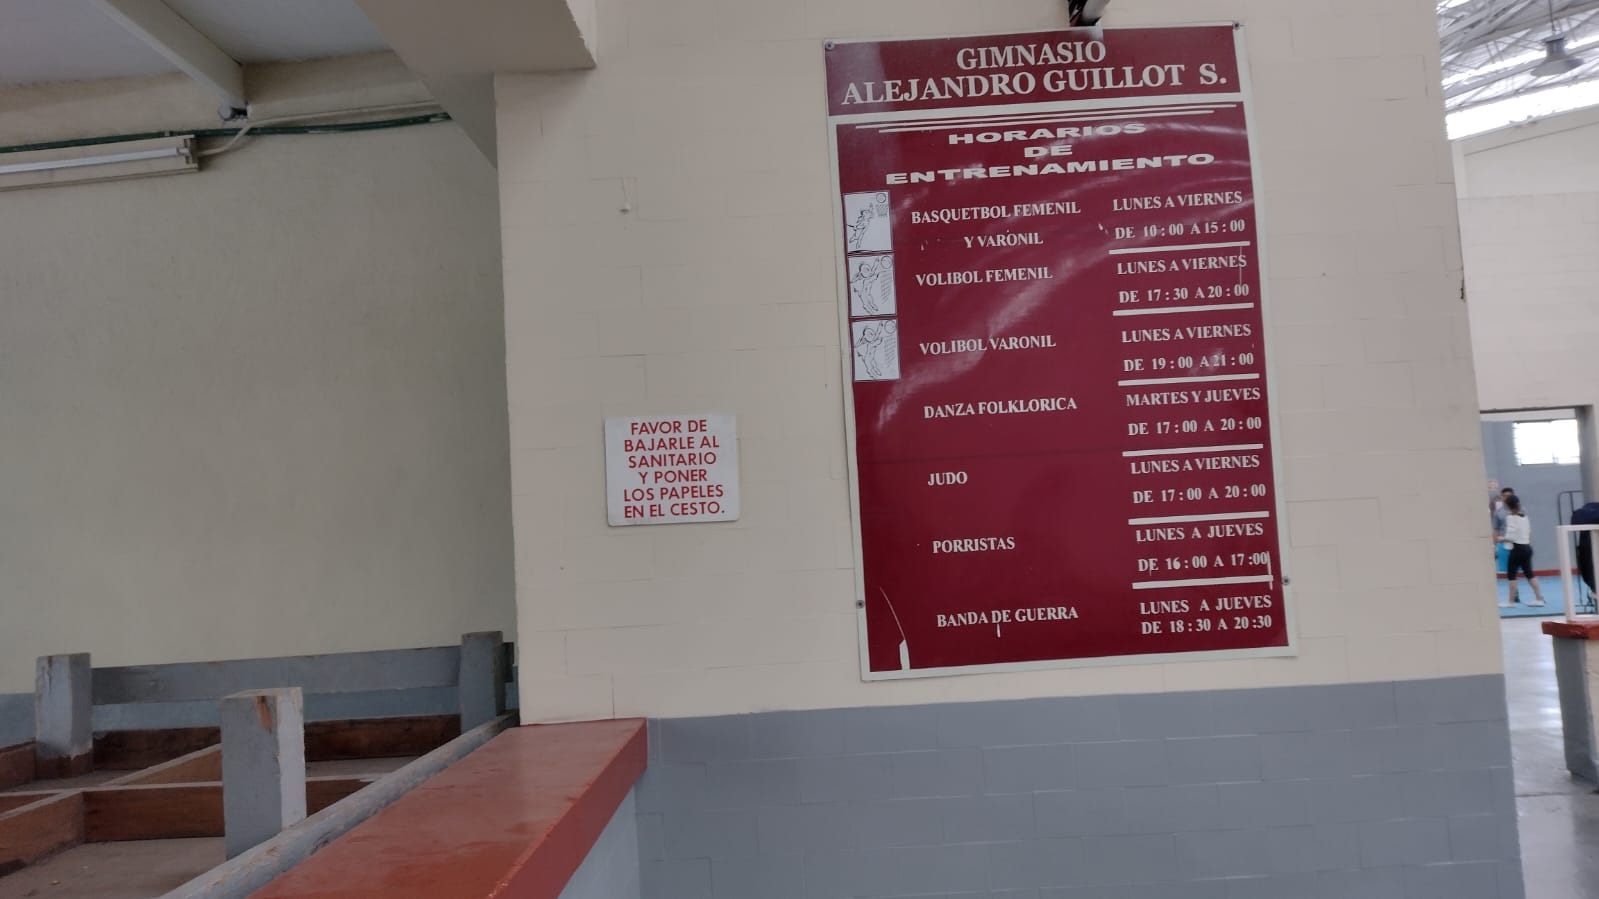 GIMNASIO
ALEJANDRO GUILLOT S.
HORARIOS
DE
ENTRENAMIENTO
BASQUETBOL FEMENIL
Y VARONIL
LUNES A VIERNES
DE 10:00 A 15:00
VOLIBOL FEMENIL
LUNES A VIERNES
DE 17:30 A 20:00
VOLIBOL VARONIL
LUNES A VIERNES
DE 19:00 A 21:00
DANZA FOLKLORICA
MARTES Y JUEVES
DE 17:00 A 20:00
JUDO
LUNES A VIERNES
DE 17:00 A 20:00
PORRISTAS
LUNES A JUEVES
DE 16:00 A 17:00
BANDA DE GUERRA
LUNES A JUEVES
DE 18:30 A 20:30
FAVOR DE
BAJARLE AL
SANITARIO
Y PONER
LOS PAPELES
EN EL CESTO.